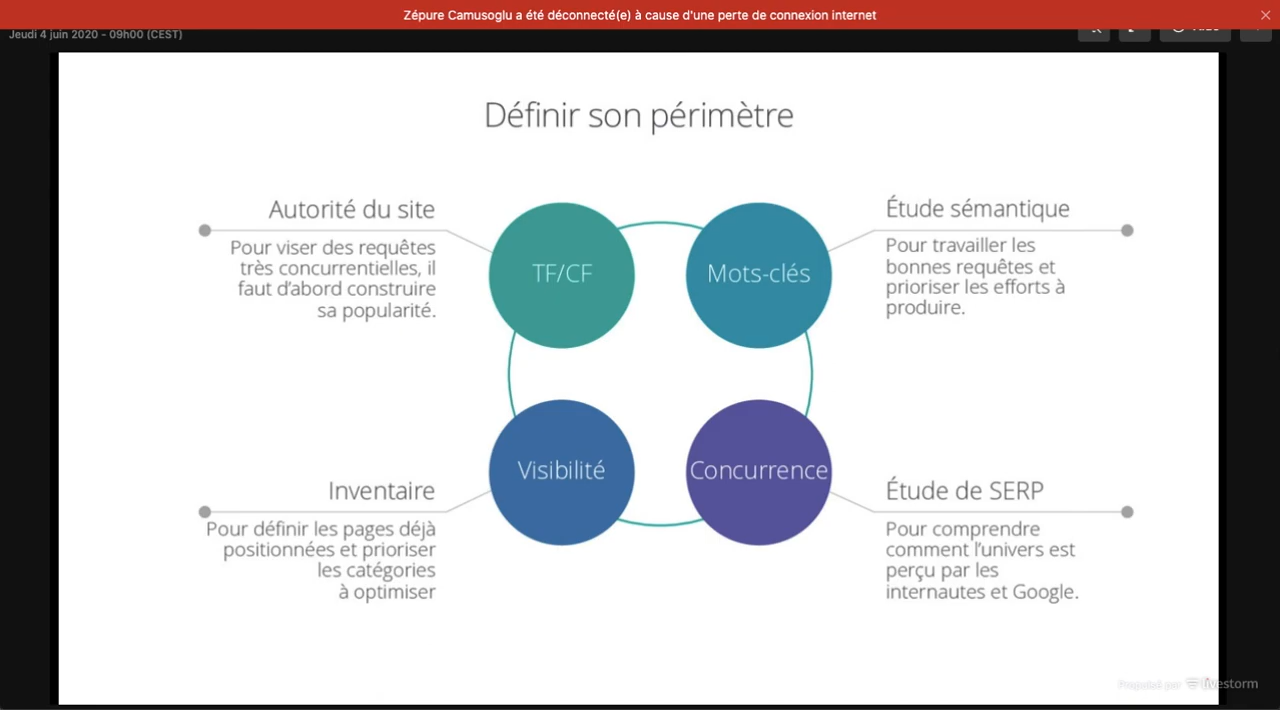 Zépure Camusoglu a été déconnecté(e) à cause d'une perte de connexion internet
Jeudi 4 juin 2020 - 09h00 (CEST)
Définir son périmètre
Autorité du site
Pour viser des requêtes
très concurrentielles, il
faut d'abord construire
sa popularité.
TF/CF
Mots-clés
Étude sémantique
Pour travailler les
bonnes requêtes et
prioriser les efforts à
produire.
Inventaire
Pour définir les pages déjà
positionnées et prioriser
les catégories
à optimiser
Visibilité
Concurrence
Étude de SERP
Pour comprendre
comment l'univers est
perçu par les
internautes et Google.
Propulsé par livestorm